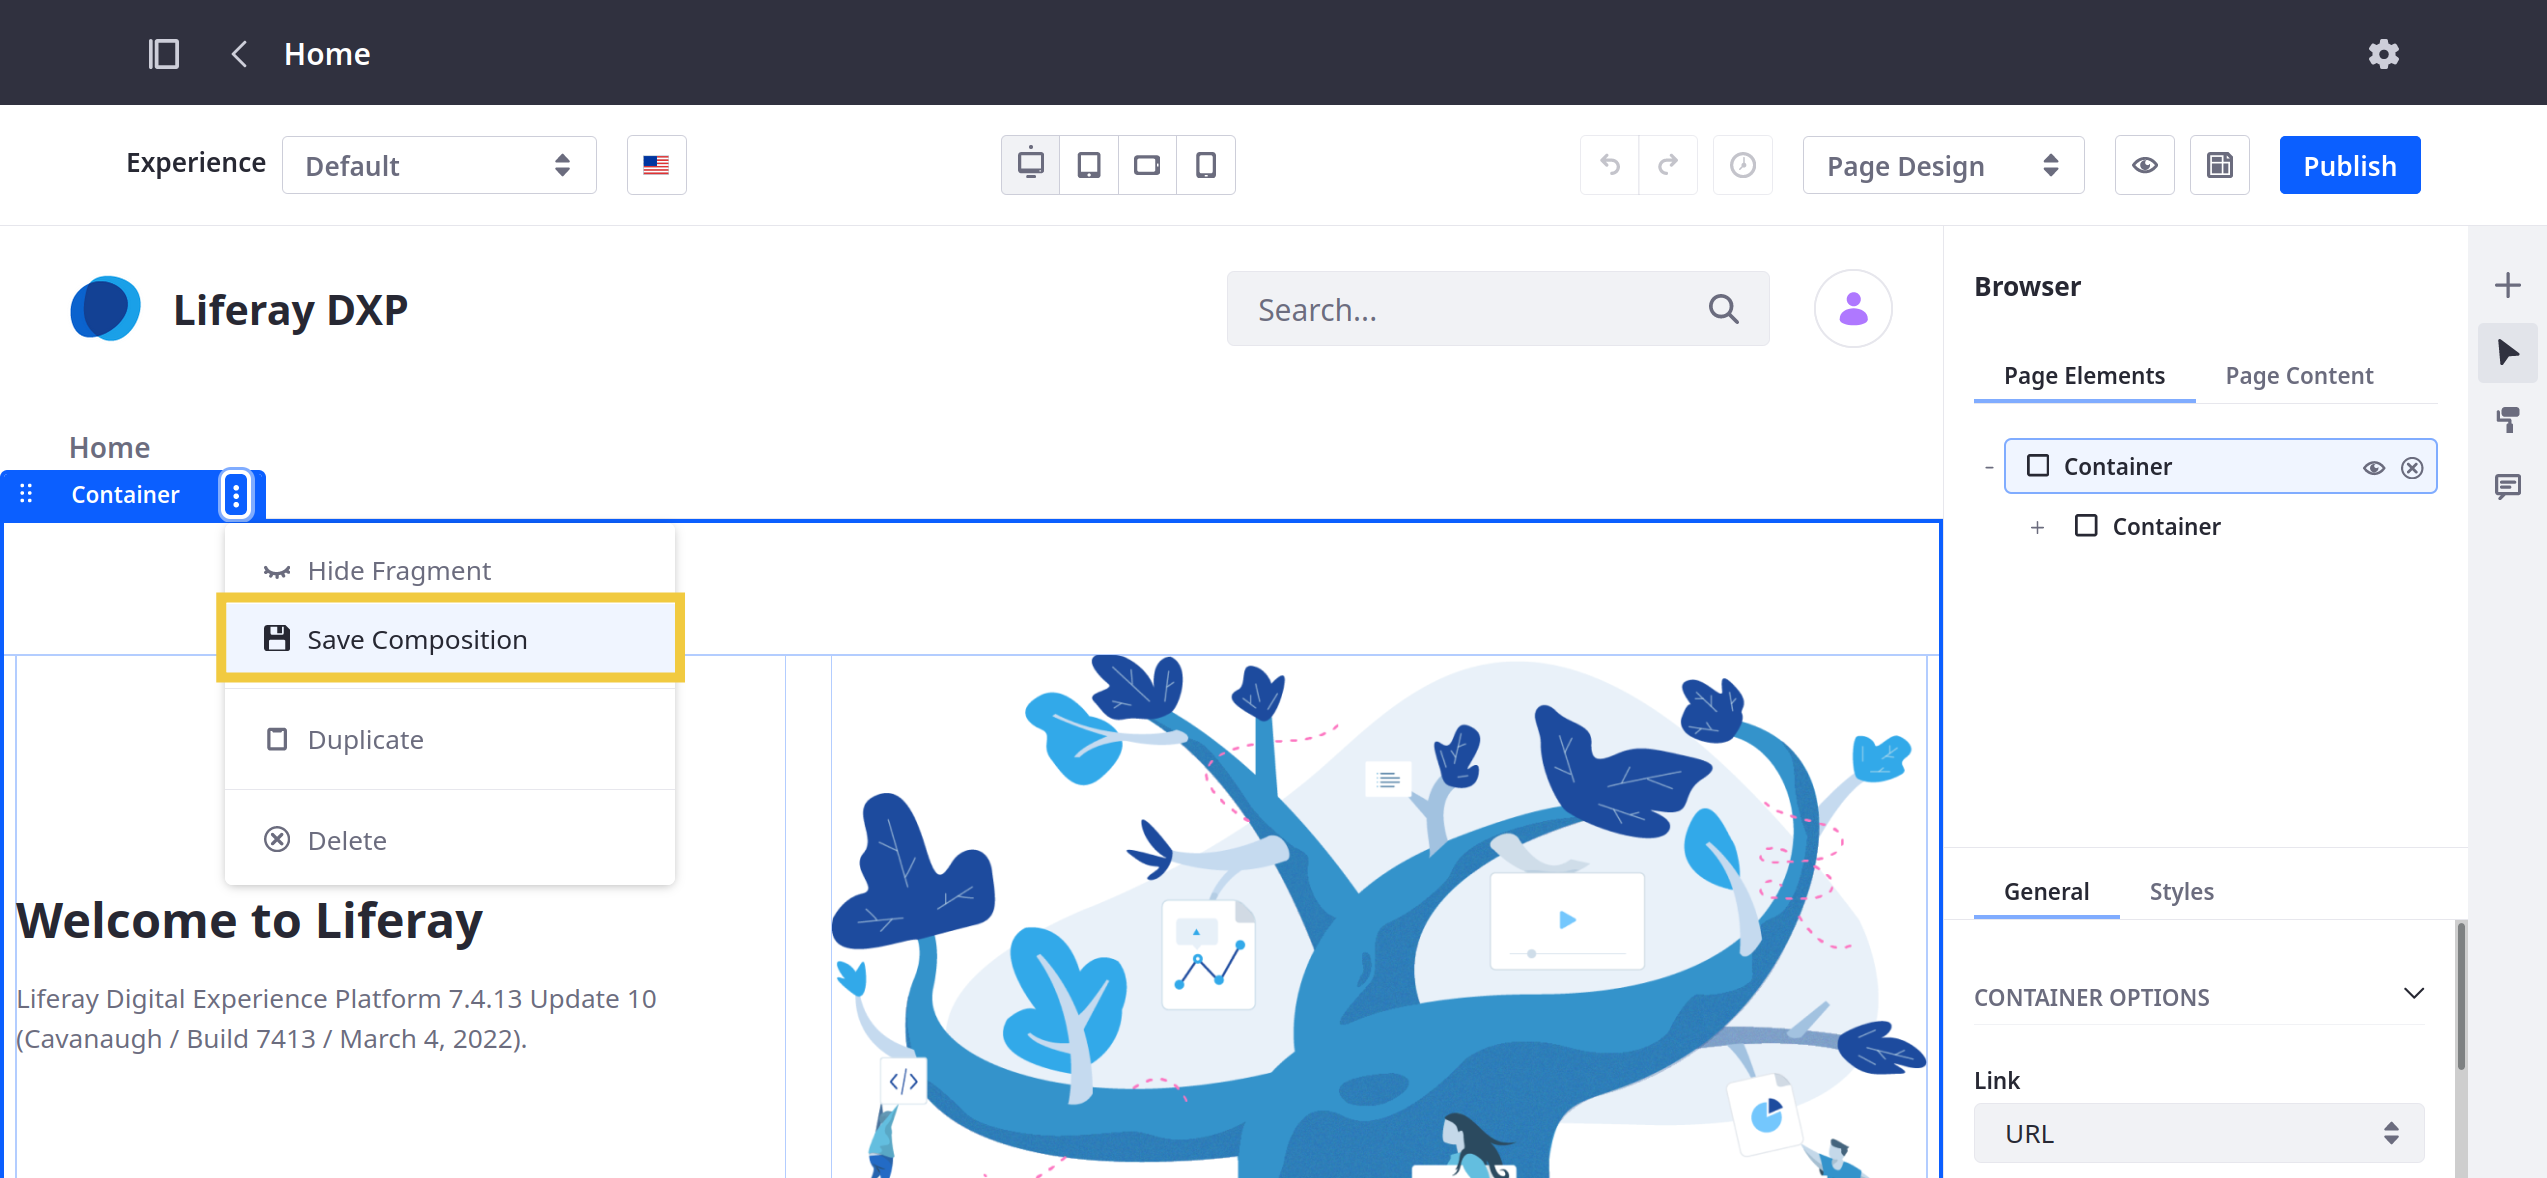 Home
Experience
Default
Page Design
Publish
Liferay DXP
Search...
Home
Container
Hide Fragment
Save Composition
Duplicate
Delete
Welcome to Liferay
Liferay Digital Experience Platform 7.4.13 Update 10
(Cavanaugh / Build 7413 / March 4, 2022).
Browser
Page Elements
Page Content
Container
Container
General
Styles
CONTAINER OPTIONS
Link
URL